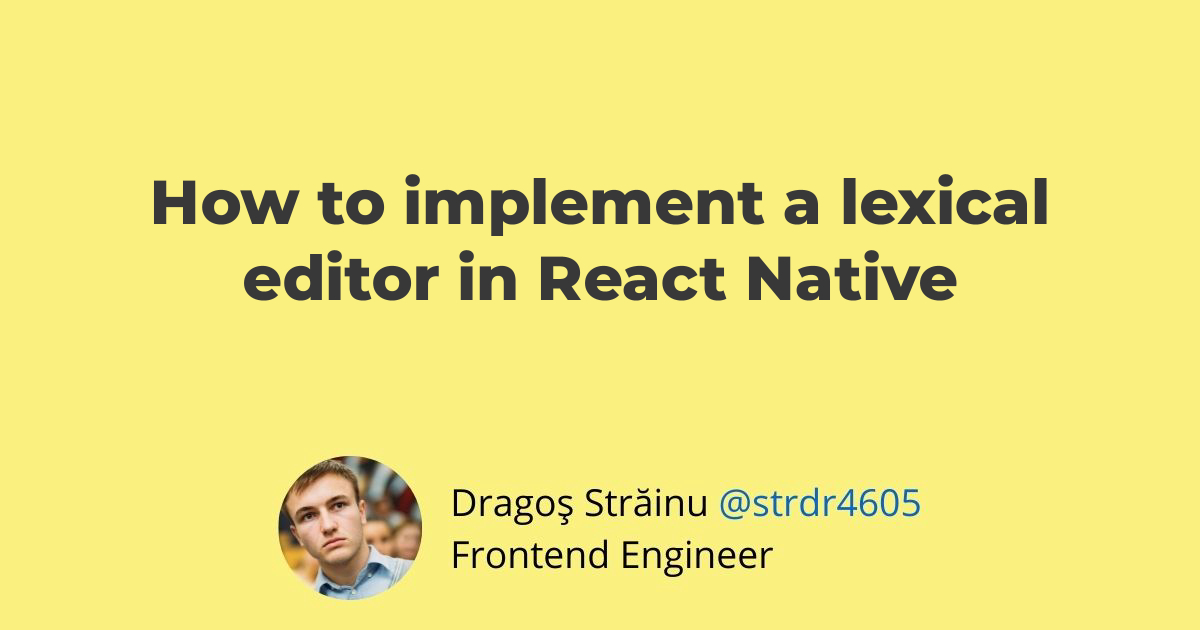 How to implement a lexical
editor in React Native
Dragoş Străinu @strdr4605
Frontend Engineer